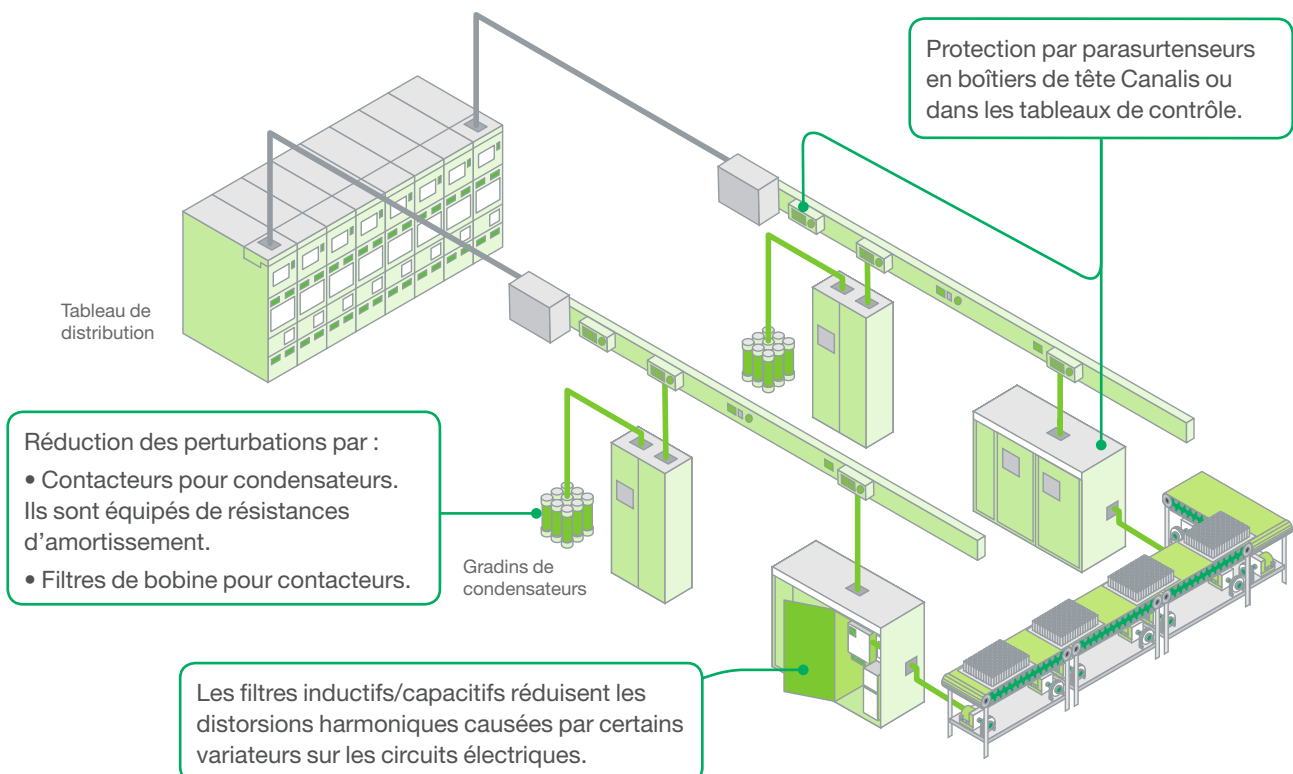 Protection par parasurtenseurs
en boîtiers de tête Canalis ou
dans les tableaux de contrôle.
Tableau de
distribution
Réduction des perturbations par :
• Contacteurs pour condensateurs.
Ils sont équipés de résistances
d’amortissement.
• Filtres de bobine pour contacteurs.
Gradins de
condensateurs
Les filtres inductifs/capacitifs réduisent les
distorsions harmoniques causées par certains
variateurs sur les circuits électriques.